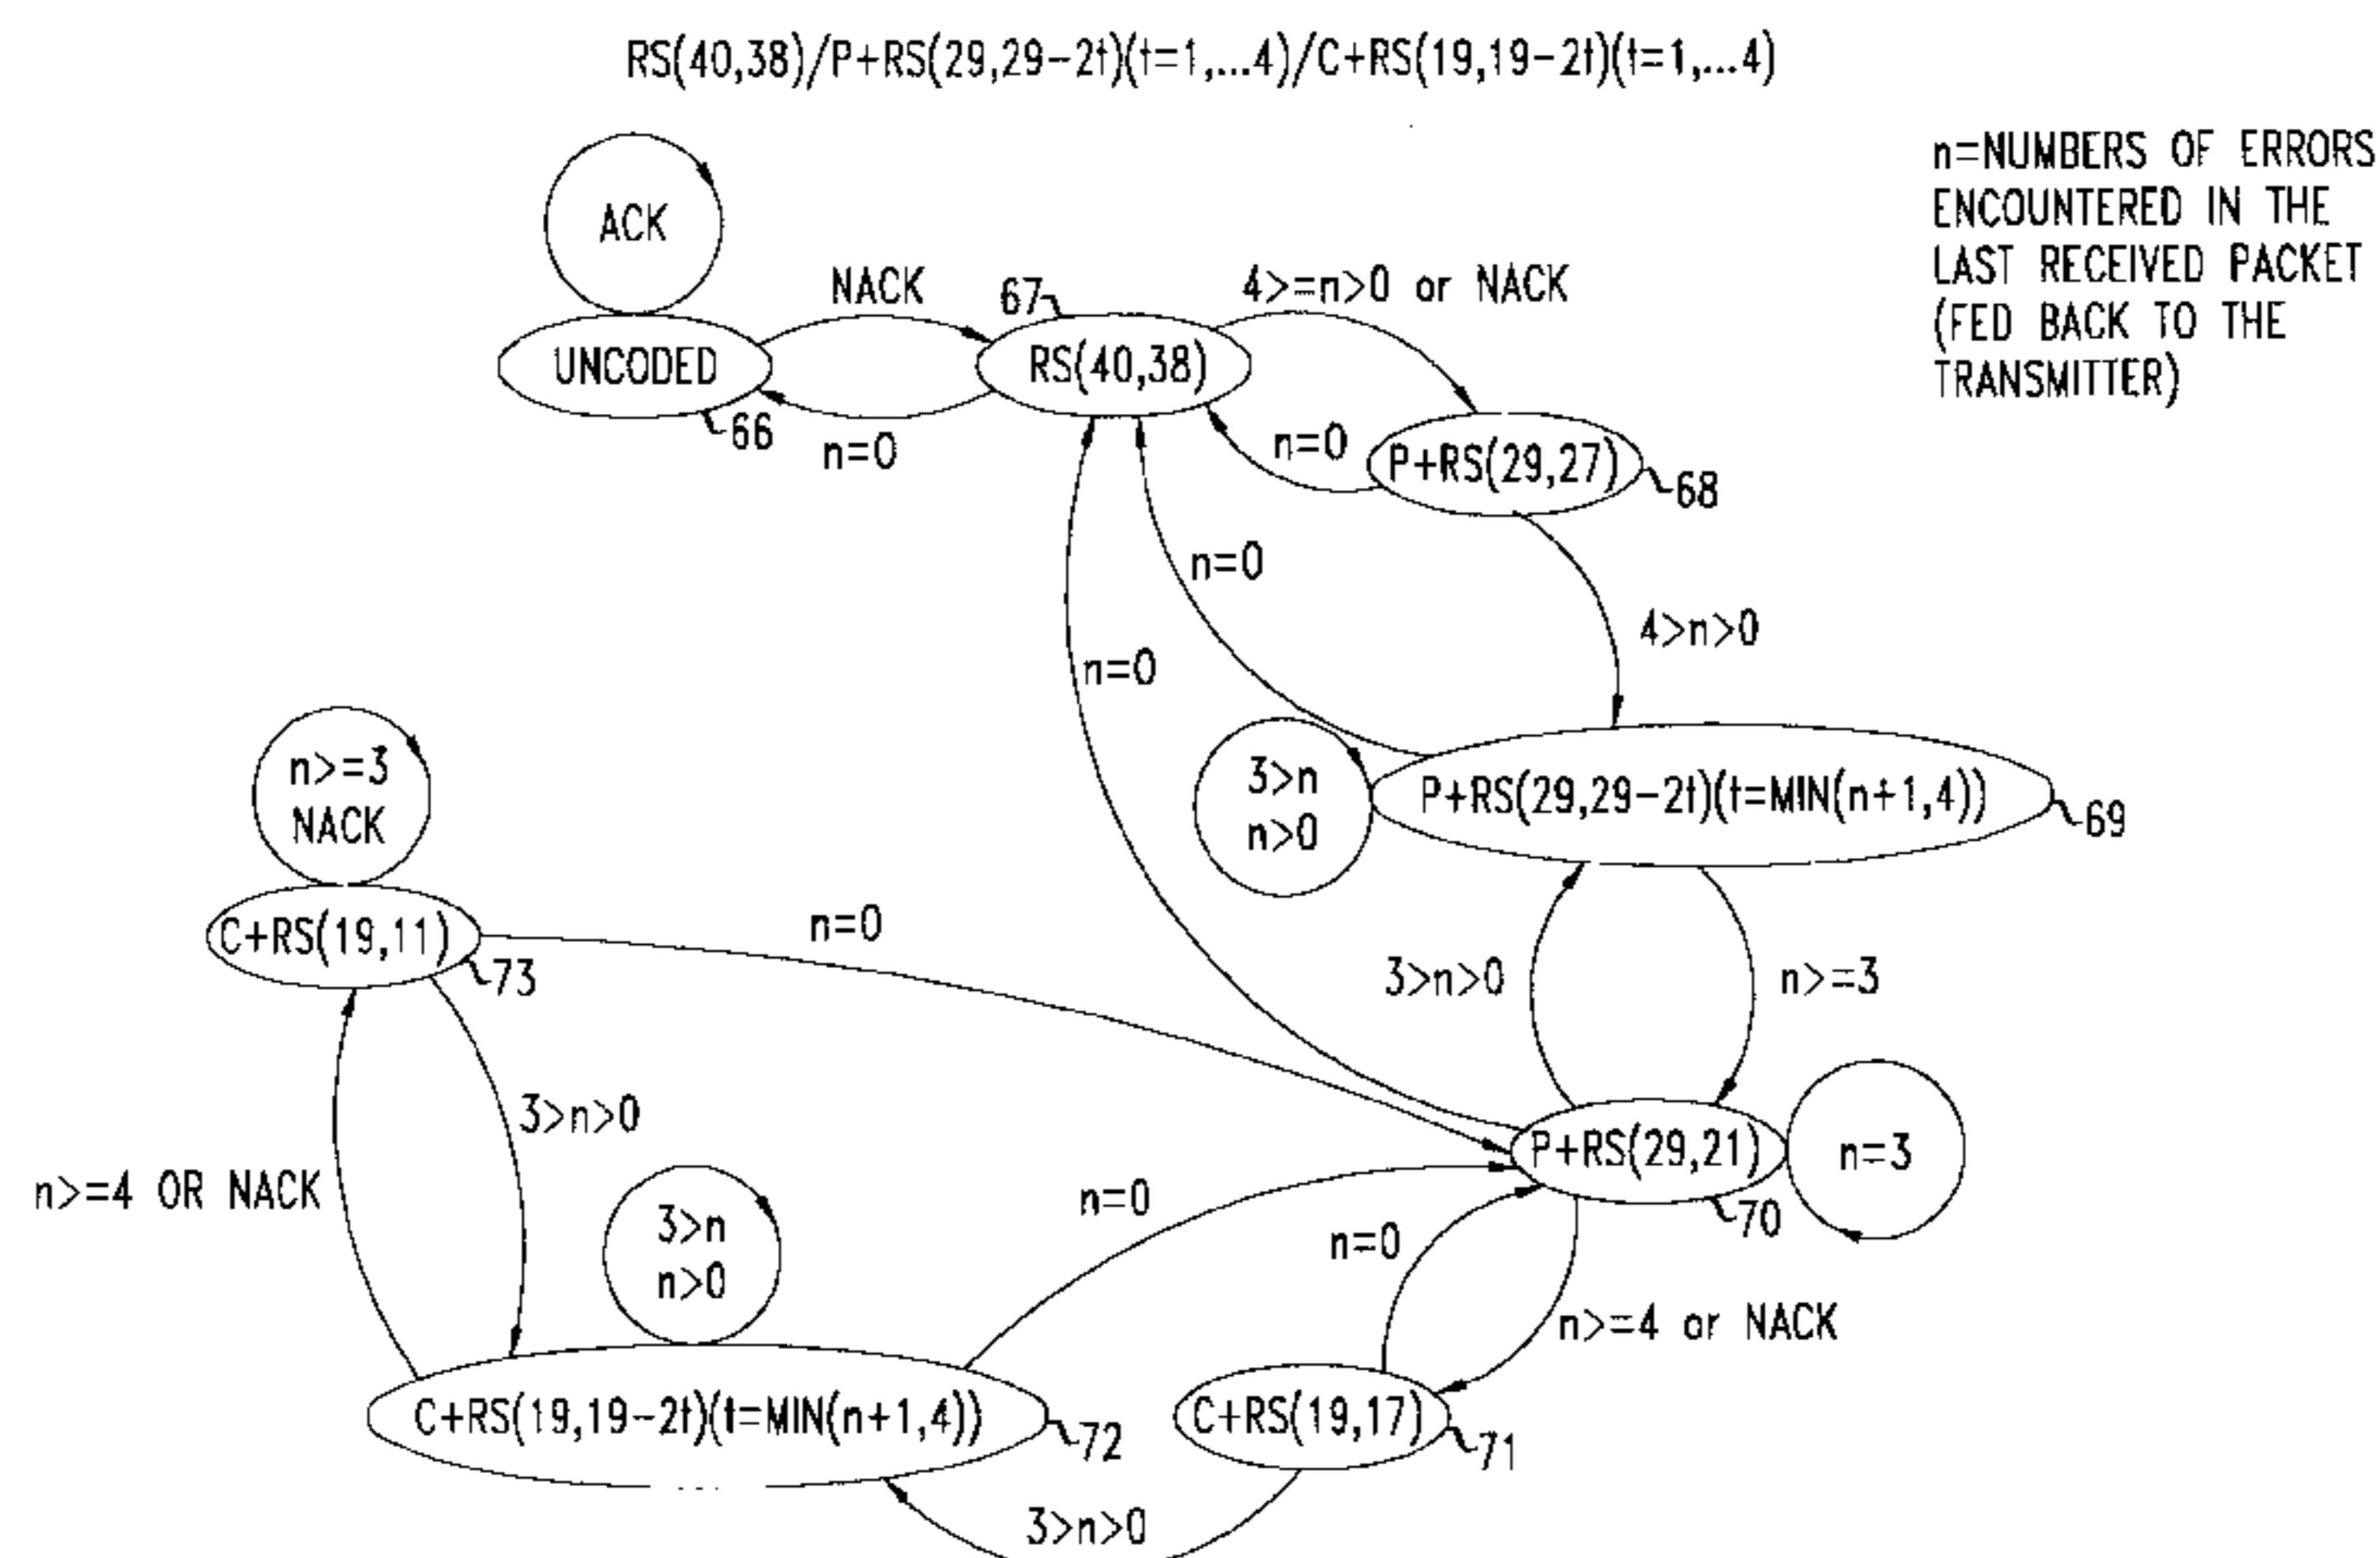 RS(40,38)/P+RS(29,29-2t)(t=1,...4)/C+RS(19,19-2t)(t=1,...4)
n=NUMBERS OF ERRORS
ENCOUNTERED IN THE
LAST RECEIVED PACKET
(FED BACK TO THE
TRANSMITTER)
ACK
NACK
67
4>=n>0 or NACK
UNCODED
RS(40,38)
66
n=0
n=0
P+RS(29,27)
68
n=0
4>n>0
n=0
n>=3
NACK
3>n
n>0
P+RS(29,29-2t)(t=MIN(n+1,4))
69
C+RS(19,11)
73
n=0
3>n>0
n>=3
3>n>0
n>=4 OR NACK
P+RS(29,21)
n=3
70
3>n
n>0
n=0
n=0
n>=4 or NACK
C+RS(19,19-2t)(t=MIN(n+1,4))
72
C+RS(19,17)
71
3>n>0